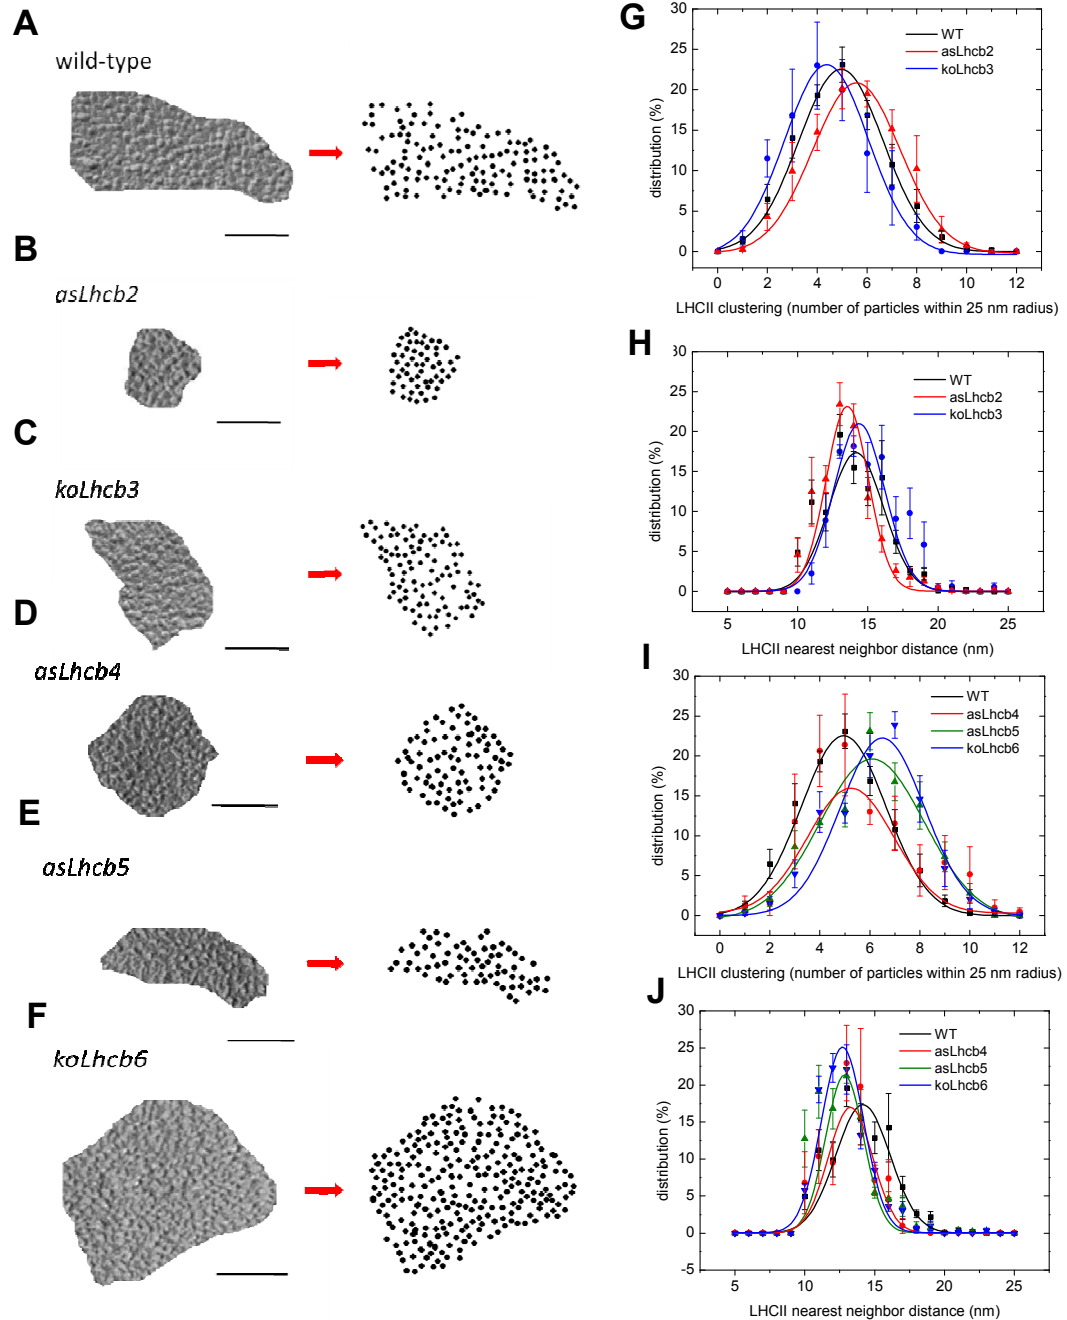 A
wild-type
B
asLhcb2
C
koLhcb3
D
asLhcb4
E
asLhcb5
F
koLhcb6
G
30
25
20
15
10
5
0
distribution (%)
WT
asLhcb2
koLhcb3
0 2 4 6 8 10 12
LHCII clustering (number of particles within 25 nm radius)
H
30
25
20
15
10
5
0
distribution (%)
WT
asLhcb2
koLhcb3
5 10 15 20 25
LHCII nearest neighbor distance (nm)
I
30
25
20
15
10
5
0
distribution (%)
WT
asLhcb4
asLhcb5
koLhcb6
0 2 4 6 8 10 12
LHCII clustering (number of particles within 25 nm radius)
J
30
25
20
15
10
5
0
-5
distribution (%)
WT
asLhcb4
asLhcb5
koLhcb6
5 10 15 20 25
LHCII nearest neighbor distance (nm)